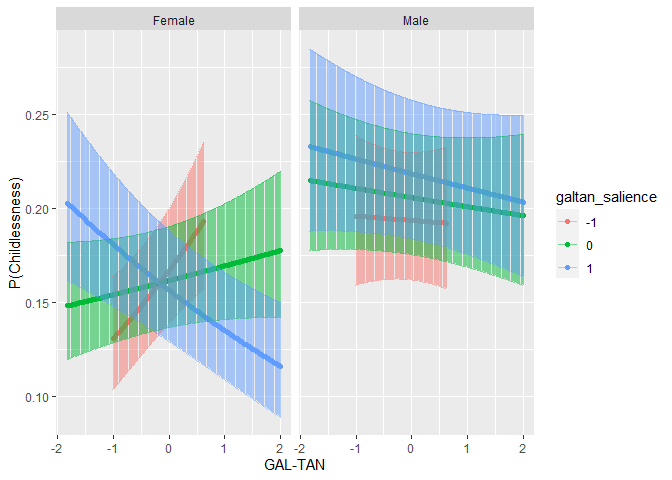 Female Male
P(Childlessness)
0.25
0.20
0.15
0.10
-2 -1 0 1 2 -2 -1 0 1 2
GAL-TAN
galtan_salience
-1
0
1